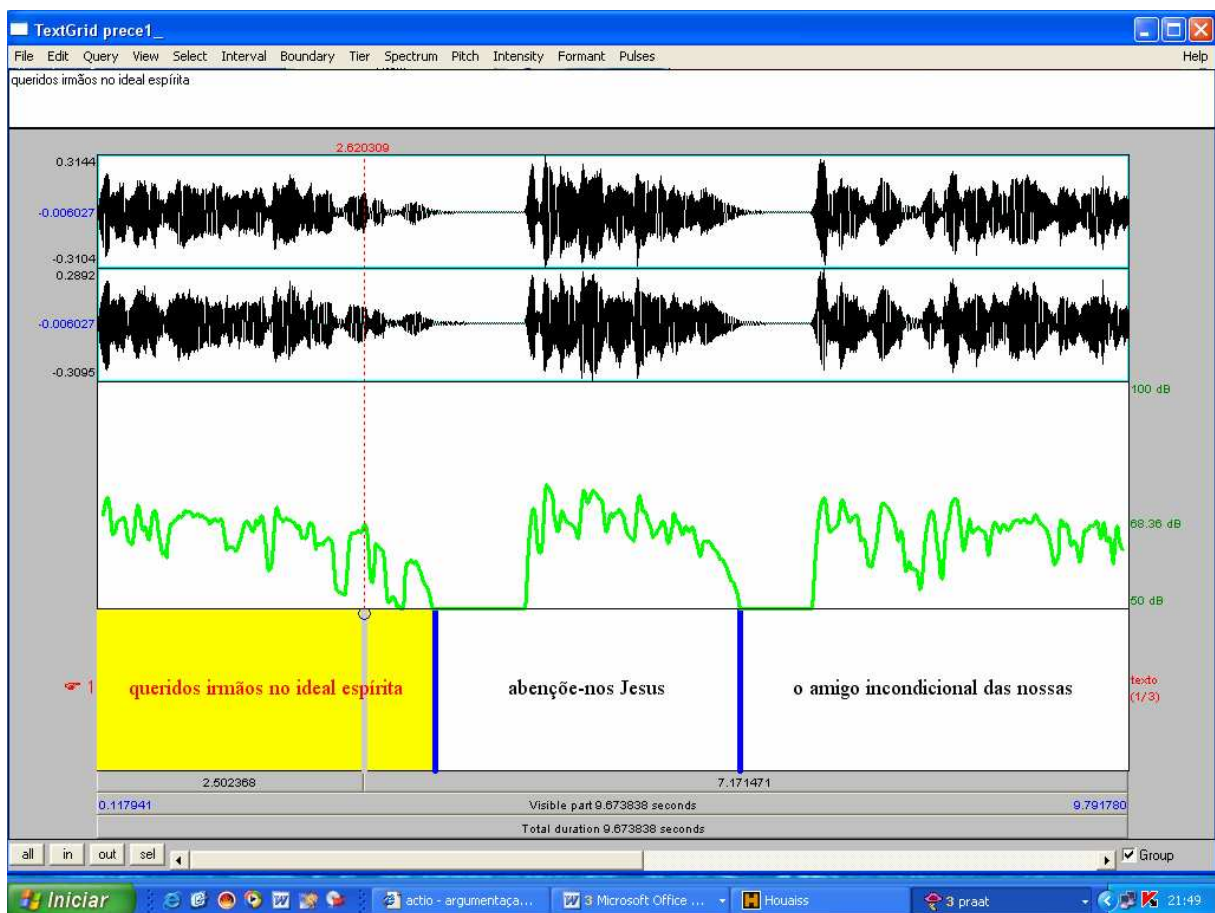 TextGrid prece1_
File Edit Query View Select Interval Boundary Tier Spectrum Pitch Intensity Formant Pulses Help
queridos irmãos no ideal espírita
2.620309
0.3144
-0.006027
-0.3104
0.2892
-0.006027
-0.3095
100 dB
68.36 dB
50 dB
1 queridos irmãos no ideal espírita abençõe-nos Jesus o amigo incondicional das nossas texto
(1/3)
2.502368 7.171471
0.117941 Visible part 9.673838 seconds 9.791780
Total duration 9.673838 seconds
all in out sel Group
Iniciar actio - argumentaça... 3 Microsoft Office ... Houaiss 3 praat 21:49